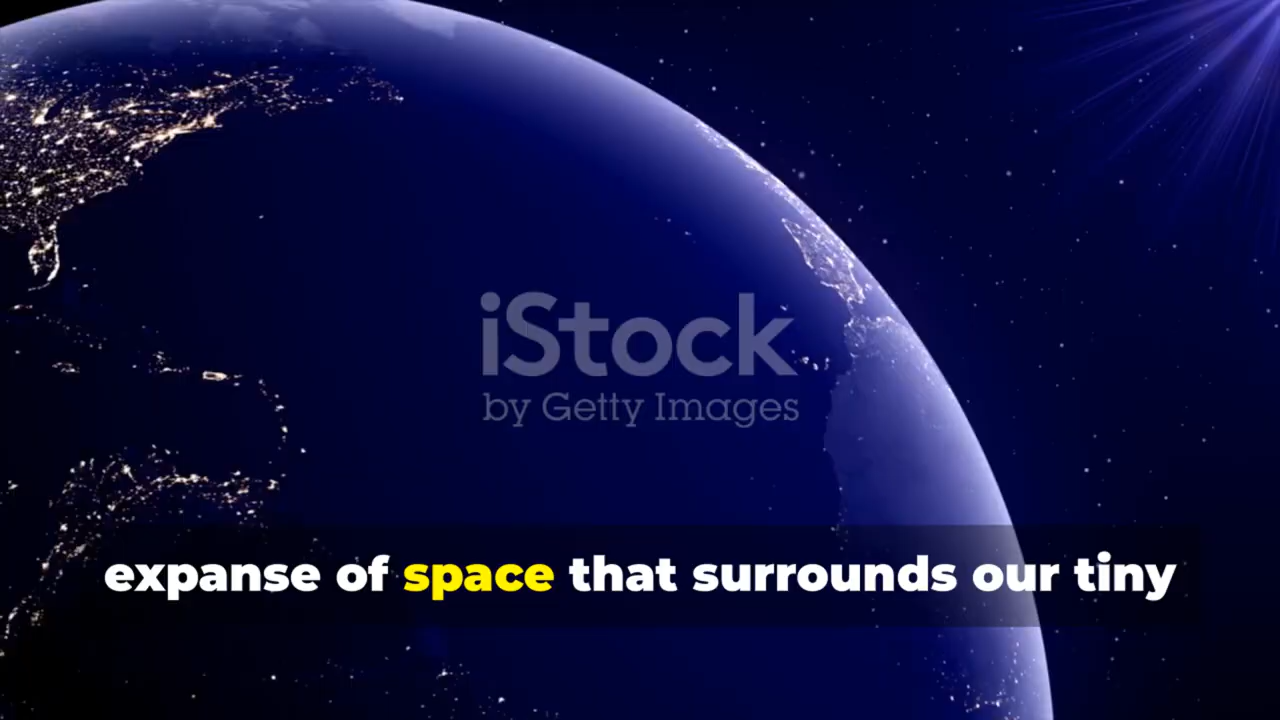 iStock
by Getty Images
expanse of space that surrounds our tiny